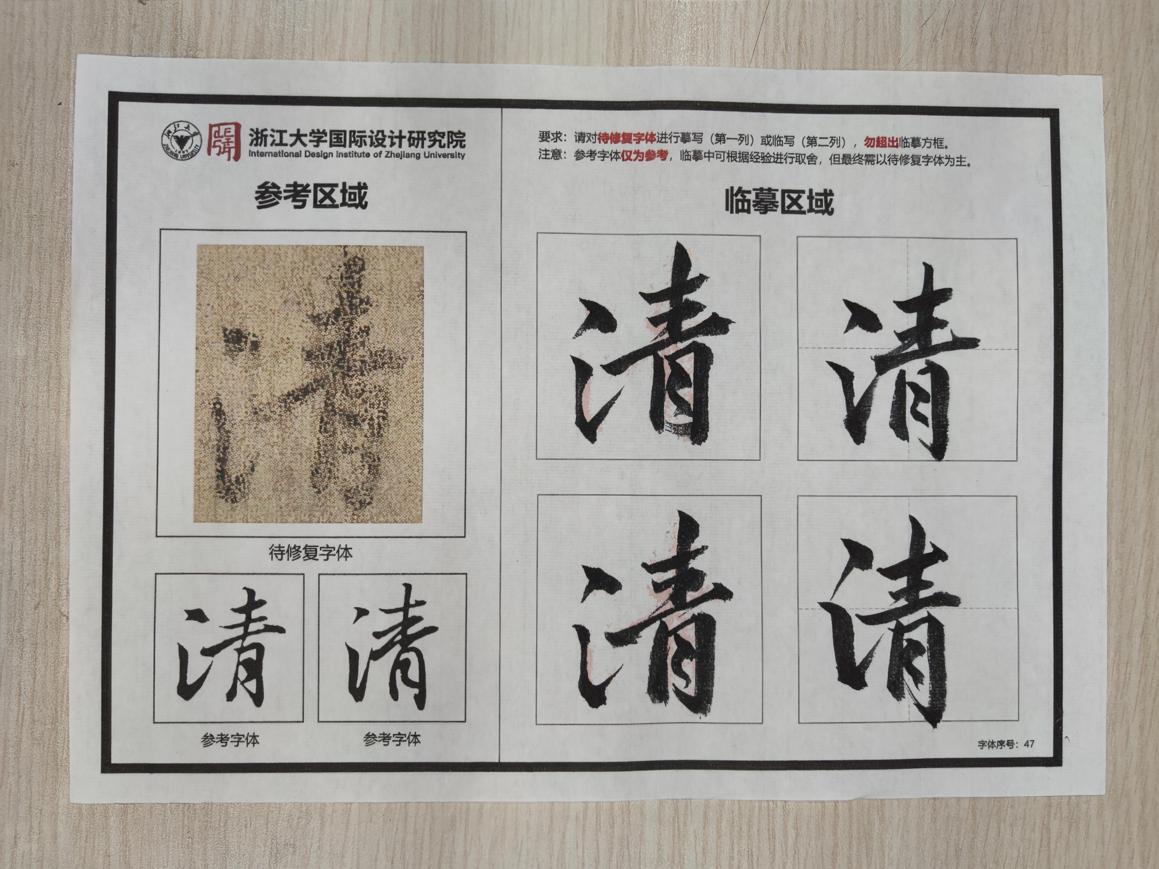 浙江大学国际设计研究院
International Design Institute of Zhejiang University
参考区域
清
待修复字体
清
清
参考字体
参考字体
要求：请对待修复字体进行摹写（第一列）或临写（第二列），勿超出临摹方框。
注意：参考字体仅为参考，临摹中可根据经验进行取舍，但最终需以待修复字体为主。
临摹区域
清
清
清
清
字体序号：47